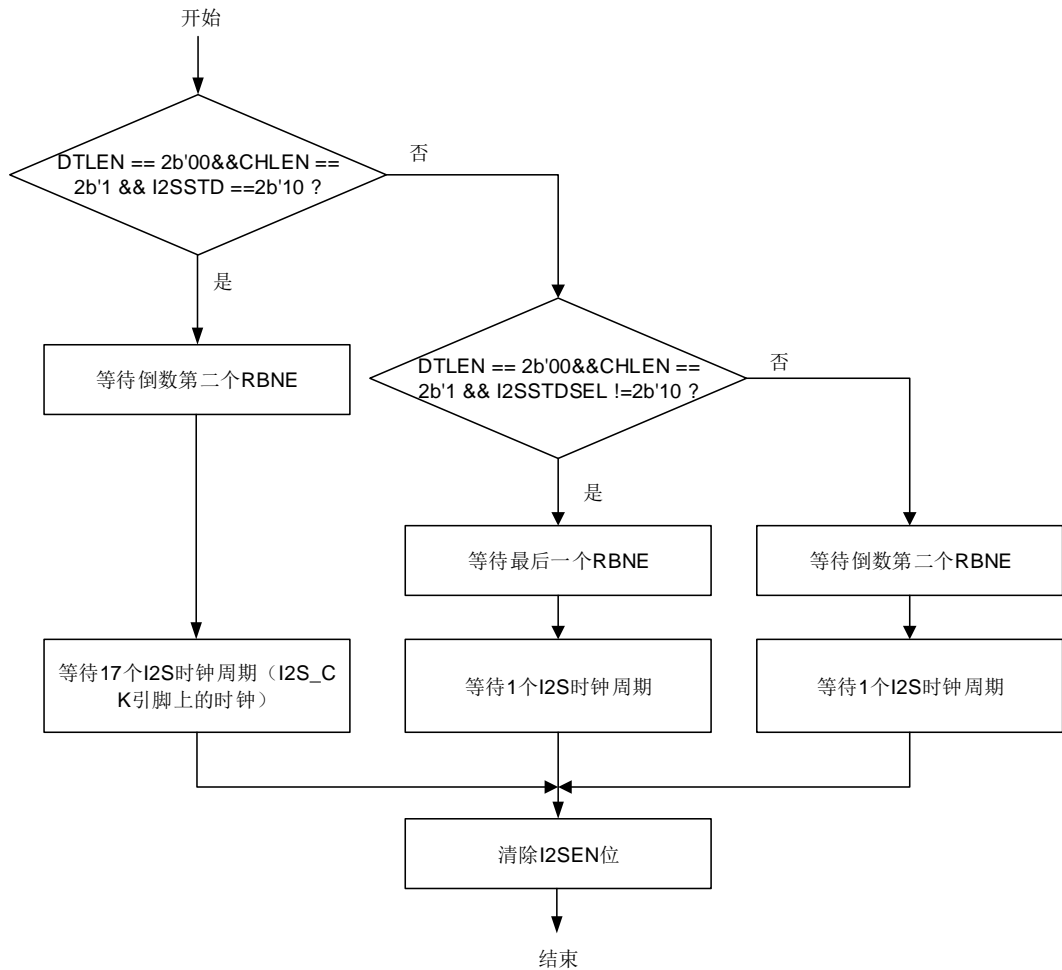 开始
DTLEN == 2b'00&&CHLEN ==
2b'1 && I2SSTD ==2b'10 ?
否
是
等待倒数第二个RBNE
DTLEN == 2b'00&&CHLEN ==
2b'1 && I2SSTDSEL !=2b'10 ?
否
是
等待最后一个RBNE
等待倒数第二个RBNE
等待17个I2S时钟周期（I2S_C
K引脚上的时钟）
等待1个I2S时钟周期
等待1个I2S时钟周期
清除I2SEN位
结束